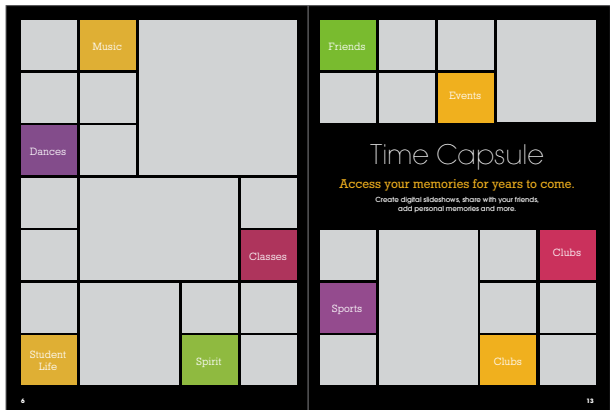 Music
Dances
Classes
Student
Life
Spirit
6
Friends
Events
Time Capsule
Access your memories for years to come.
Create digital slideshows, share with your friends,
add personal memories and more.
Clubs
Sports
Clubs
13